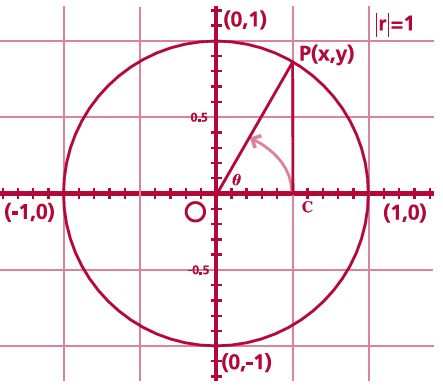 (0,1)
|r|=1
P(x,y)
0.5
θ
(-1,0)
O
C
(1,0)
-0.5
(0,-1)